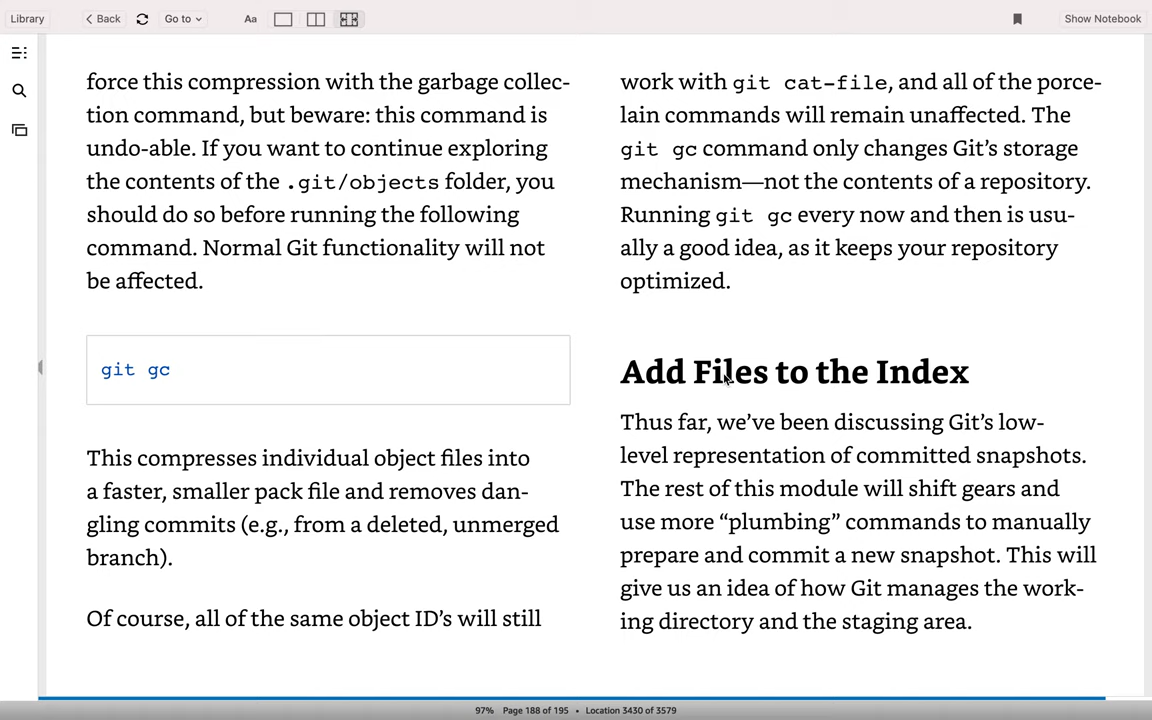 Library
Back
Go to
Aa
Show Notebook
force this compression with the garbage collec-
tion command, but beware: this command is
undo-able. If you want to continue exploring
the contents of the .git/objects folder, you
should do so before running the following
command. Normal Git functionality will not
be affected.
git gc
This compresses individual object files into
a faster, smaller pack file and removes dan-
gling commits (e.g., from a deleted, unmerged
branch).
Of course, all of the same object ID’s will still
work with git cat-file, and all of the porce-
lain commands will remain unaffected. The
git gc command only changes Git’s storage
mechanism—not the contents of a repository.
Running git gc every now and then is usu-
ally a good idea, as it keeps your repository
optimized.
Add Files to the Index
Thus far, we’ve been discussing Git’s low-
level representation of committed snapshots.
The rest of this module will shift gears and
use more “plumbing” commands to manually
prepare and commit a new snapshot. This will
give us an idea of how Git manages the work-
ing directory and the staging area.
97% Page 188 of 195 • Location 3430 of 3579